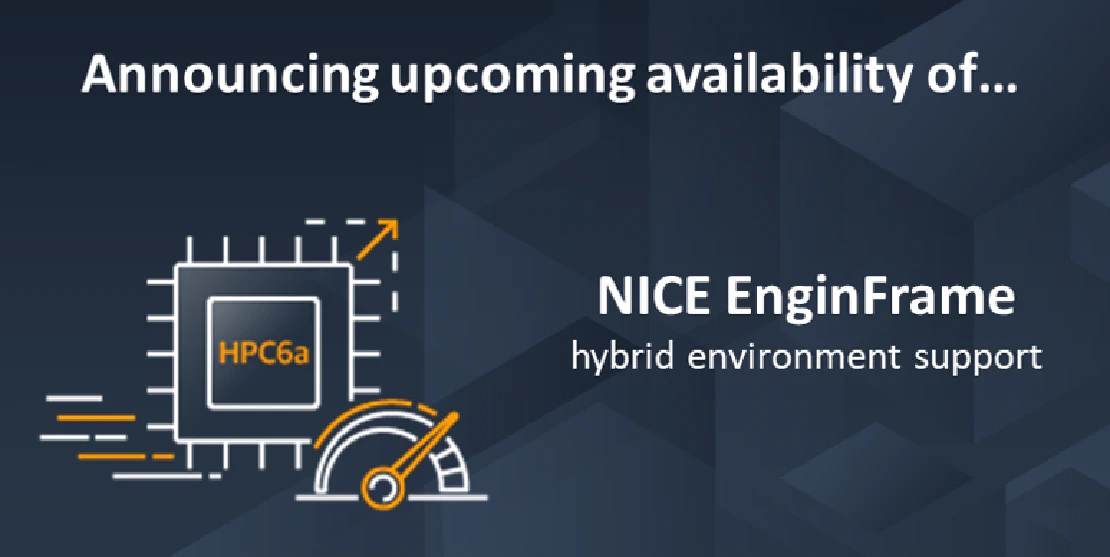 Announcing upcoming availability of...
HPC6a
NICE EnginFrame
hybrid environment support